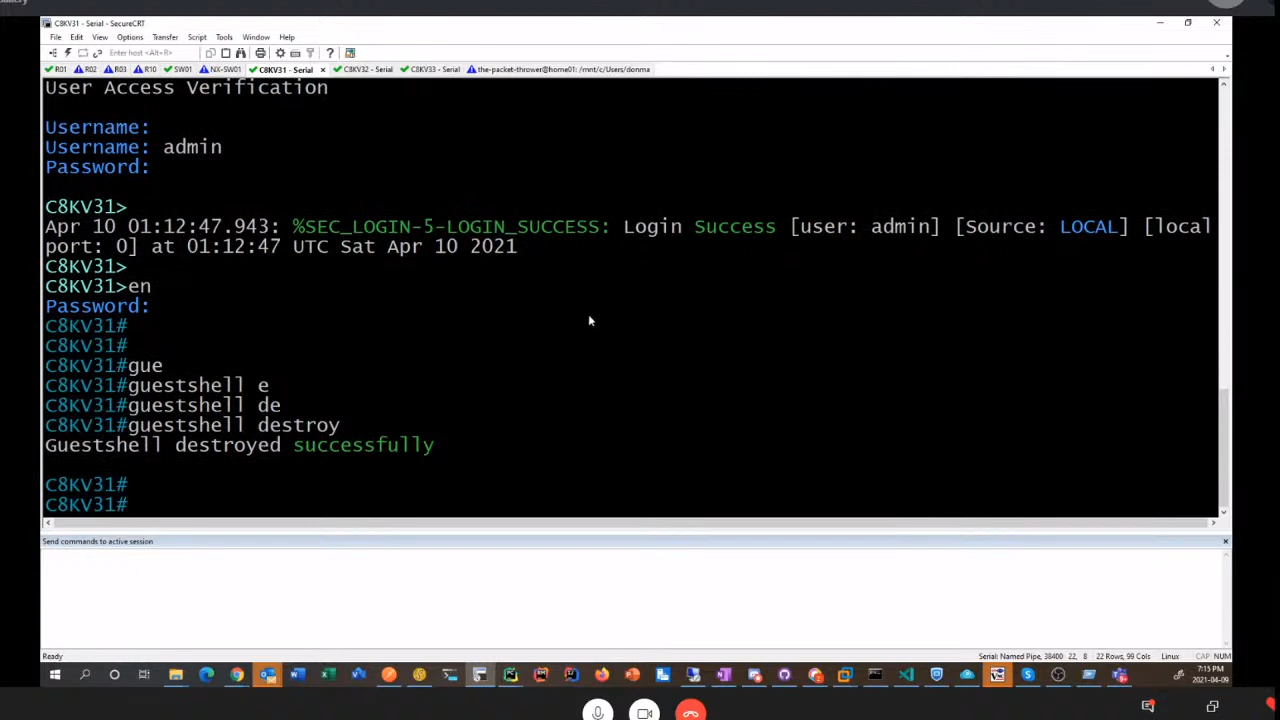 C8KV31 - Serial - SecureCRT
File Edit View Options Transfer Script Tools Window Help
Enter host <Alt+R>
R01 R02 R03 R10 SW01 NX-SW01 C8KV31 - Serial × C8KV32 - Serial C8KV33 - Serial the-packet-thrower@home01: /mnt/c/Users/donma
User Access Verification
Username:
Username: admin
Password:
C8KV31>
Apr 10 01:12:47.943: %SEC_LOGIN-5-LOGIN_SUCCESS: Login Success [user: admin] [Source: LOCAL] [local
port: 0] at 01:12:47 UTC Sat Apr 10 2021
C8KV31>
C8KV31>en
Password:
C8KV31#
C8KV31#
C8KV31#gue
C8KV31#guestshell e
C8KV31#guestshell de
C8KV31#guestshell destroy
Guestshell destroyed successfully
C8KV31#
C8KV31#
Send commands to active session
Ready Serial: Named Pipe, 38400 22, 8 22 Rows, 99 Cols Linux CAP NUM
7:15 PM
2021-04-09